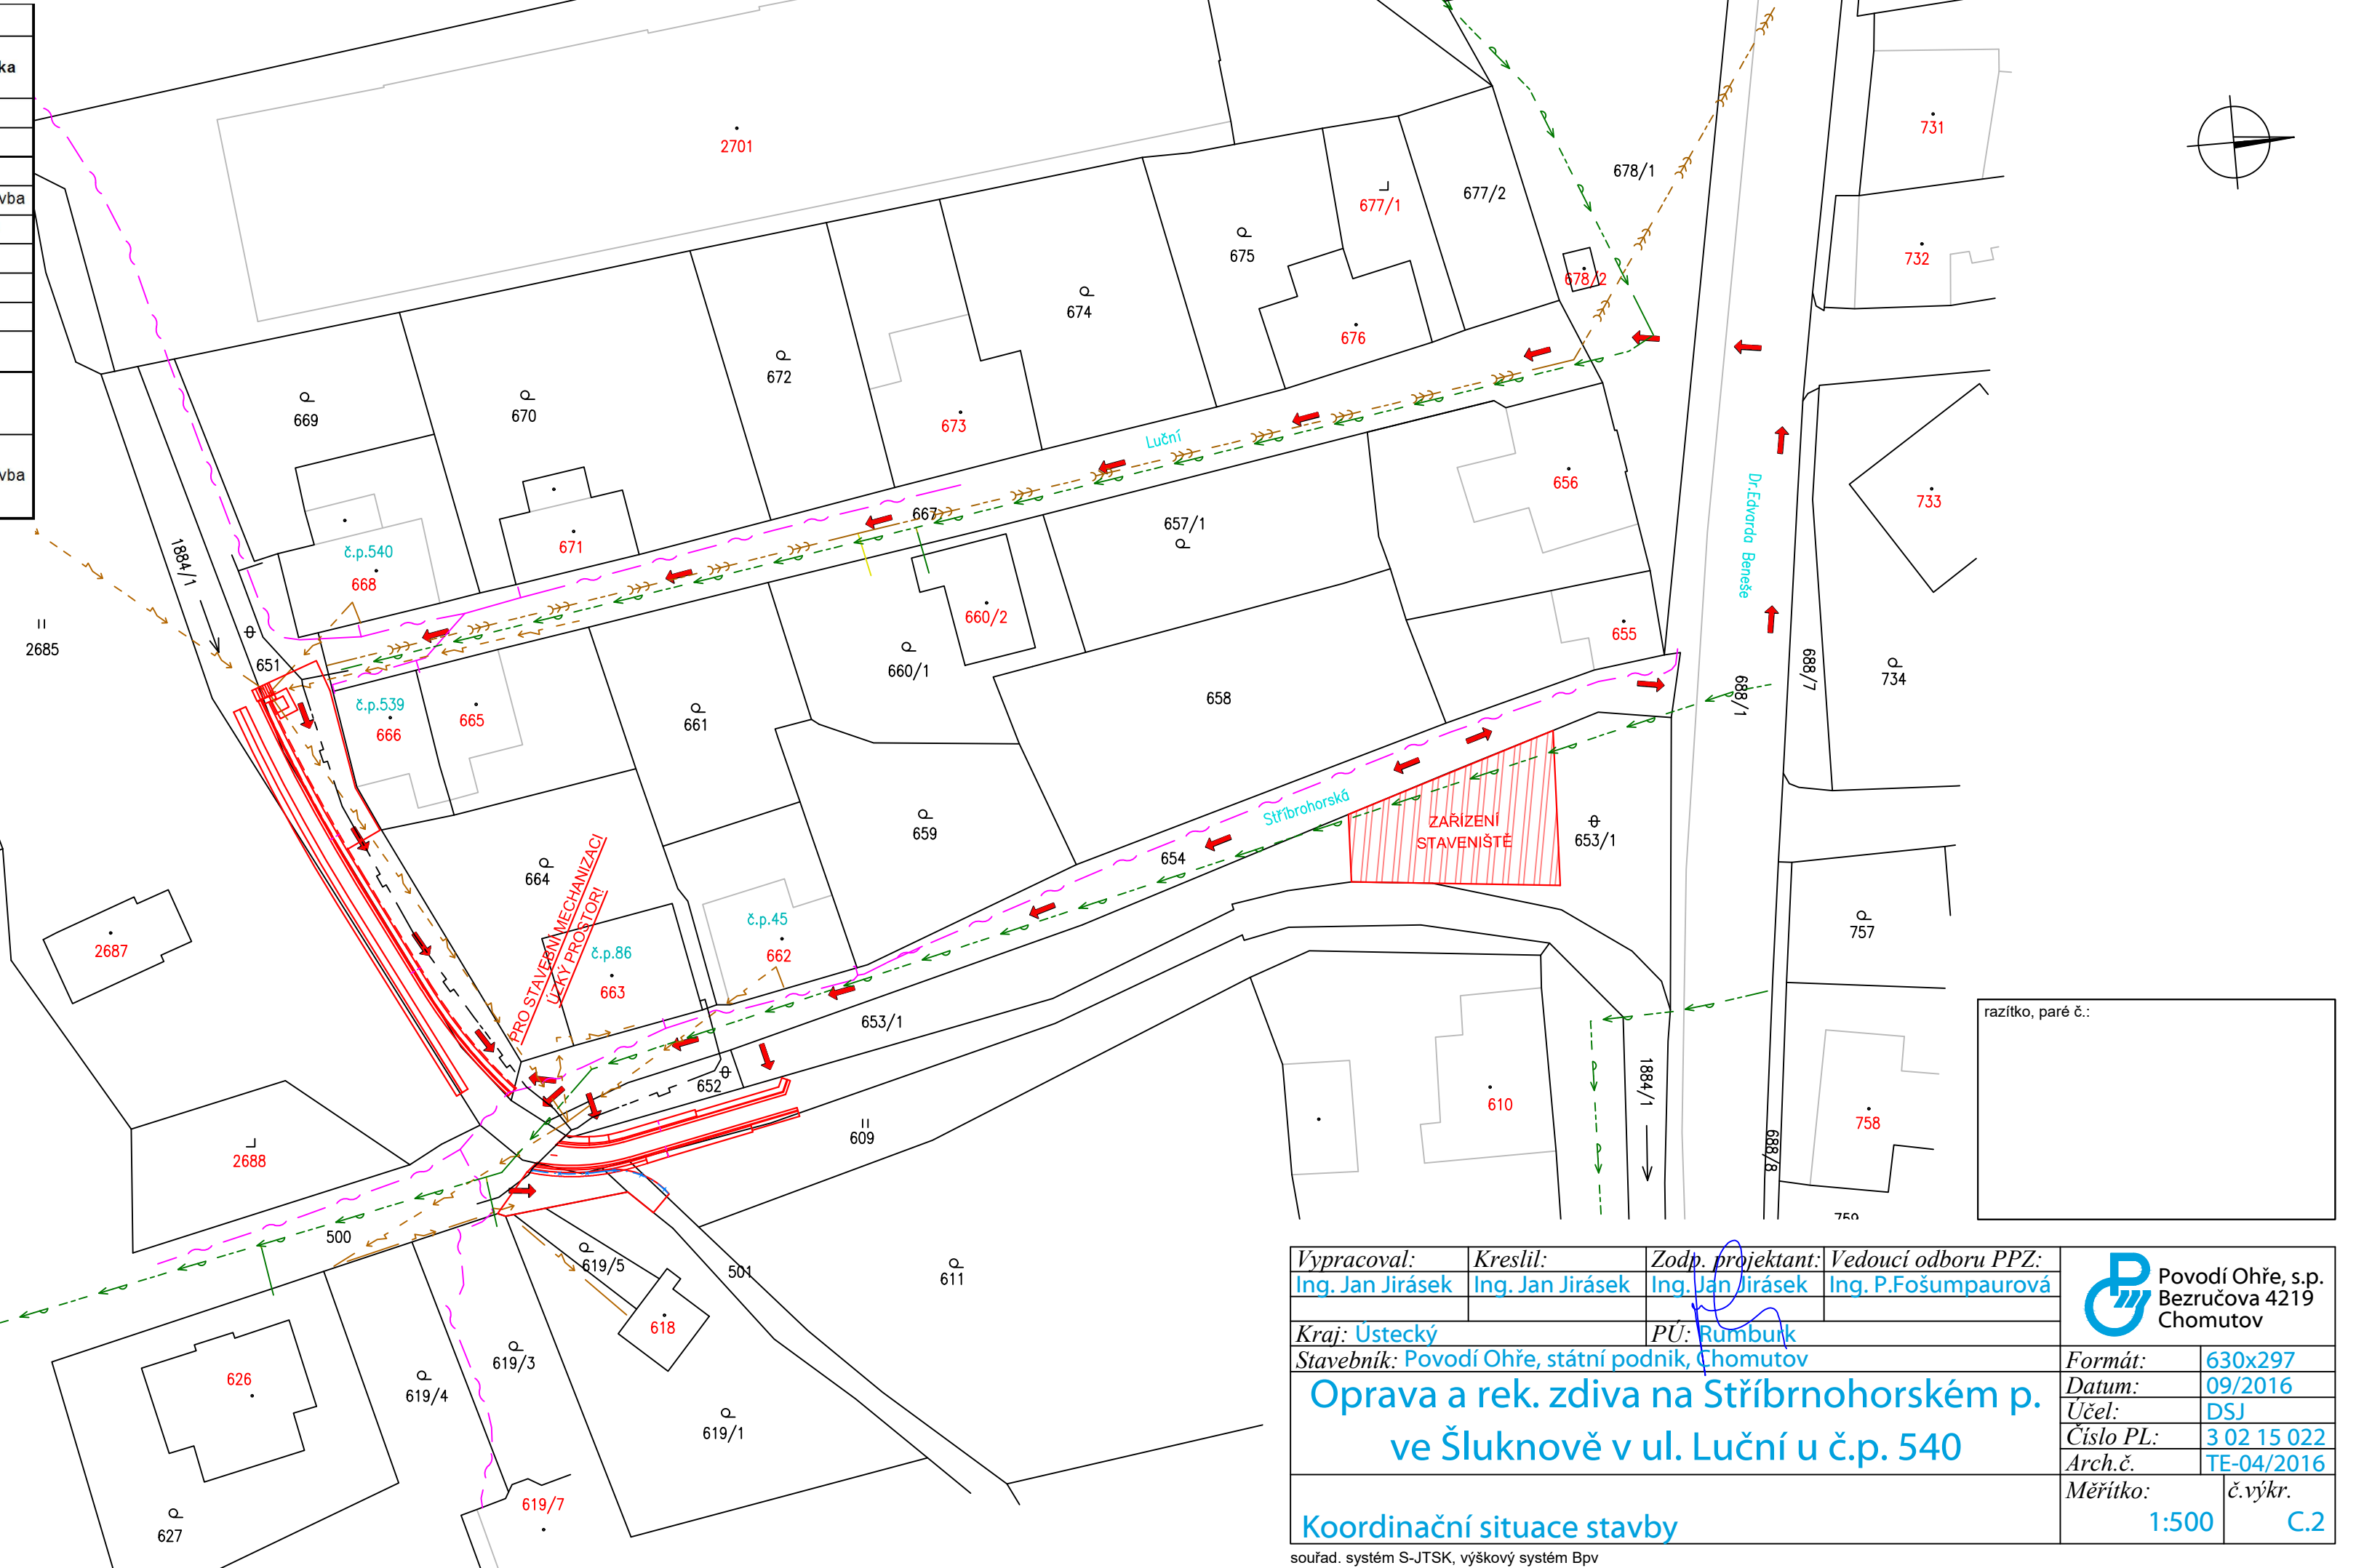 ka
vba
vba
2701
731
678/1
677/1
677/2
675
732
678/2
674
676
672
669
670
673
Luční
656
733
Dr.Edvarda Beneše
667
657/1
č.p.540
668
671
1884/1
660/2
655
2685
651
660/1
688/7
734
č.p.539
666
665
661
658
688/1
Stříbrohorská
ZAŘÍZENÍ
STAVENIŠTĚ
653/1
659
654
664
PRO STAVEBNÍ MECHANIZACI
ÚZKÝ PROSTOR!
č.p.45
662
757
2687
č.p.86
663
653/1
razítko, paré č.:
652
1884/1
610
758
609
688/8
2688
759
500
619/5
501
611
618
619/3
626
619/4
619/1
619/7
627
Vypracoval: Kreslil: Zodp. projektant: Vedoucí odboru PPZ:
Ing. Jan Jirásek Ing. Jan Jirásek Ing. Jan Jirásek Ing. P.Fošumpaurová
Povodí Ohře, s.p.
Bezručova 4219
Chomutov
Kraj: Ústecký PÚ: Rumburk
Stavebník: Povodí Ohře, státní podnik, Chomutov
Formát: 630x297
Oprava a rek. zdiva na Stříbrnohorském p.
ve Šluknově v ul. Luční u č.p. 540
Datum: 09/2016
Účel: DSJ
Číslo PL: 3 02 15 022
Arch.č. TE-04/2016
Měřítko: č.výkr.
1:500 C.2
Koordinační situace stavby
souřad. systém S-JTSK, výškový systém Bpv